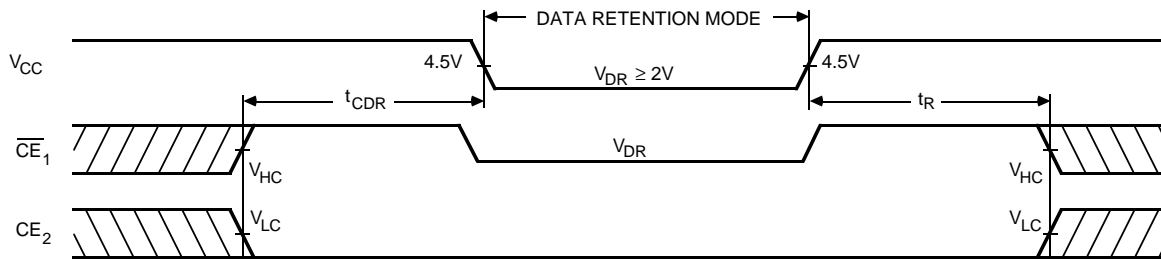 DATA RETENTION MODE
VCC 4.5V VDR ≥ 2V 4.5V
tCDR tR
CE1 VDR
VHC VHC
CE2 VLC VLC